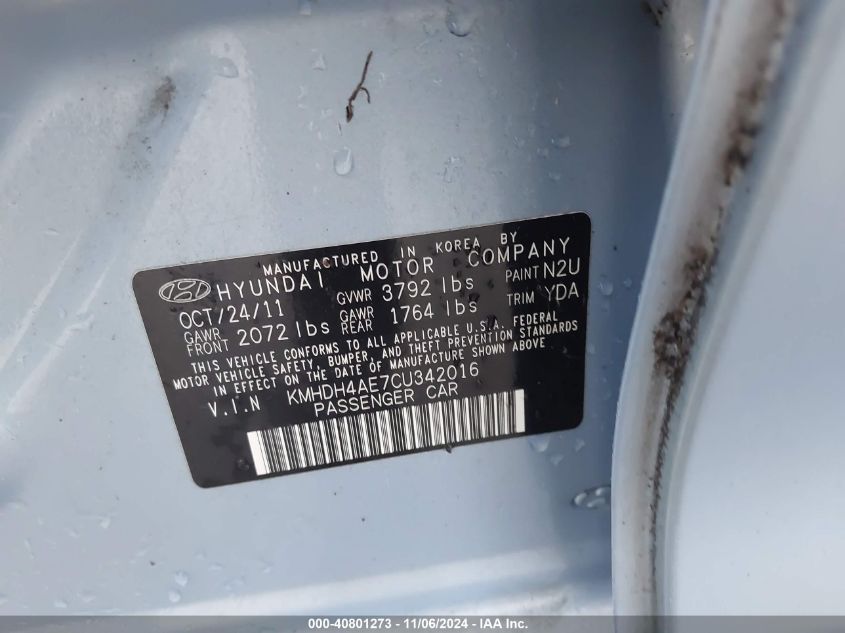 MANUFACTURED IN KOREA BY
HYUNDAI MOTOR COMPANY
OCT/24/11 GVWR 3792 lbs PAINT N2U
GAWR FRONT 2072 lbs GAWR REAR 1764 lbs TRIM YDA
THIS VEHICLE CONFORMS TO ALL APPLICABLE U.S.A. FEDERAL
MOTOR VEHICLE SAFETY, BUMPER, AND THEFT PREVENTION STANDARDS
IN EFFECT ON THE DATE OF MANUFACTURE SHOWN ABOVE
V.I.N KMHDH4AE7CU342016
PASSENGER CAR
000-40801273 - 11/06/2024 - IAA Inc.